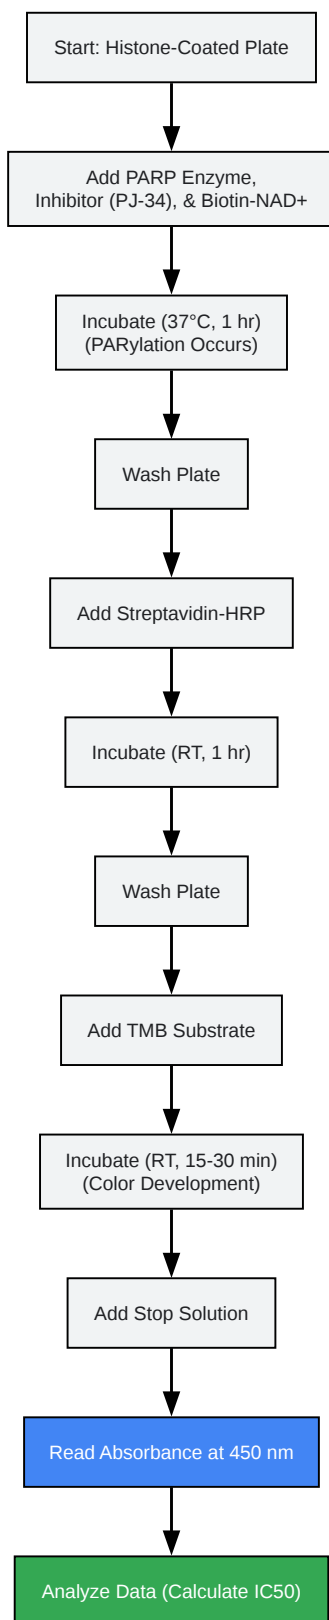 Start: Histone-Coated Plate
Add PARP Enzyme,
Inhibitor (PJ-34), & Biotin-NAD+
Incubate (37°C, 1 hr)
(PARylation Occurs)
Wash Plate
Add Streptavidin-HRP
Incubate (RT, 1 hr)
Wash Plate
Add TMB Substrate
Incubate (RT, 15-30 min)
(Color Development)
Add Stop Solution
Read Absorbance at 450 nm
Analyze Data (Calculate IC50)